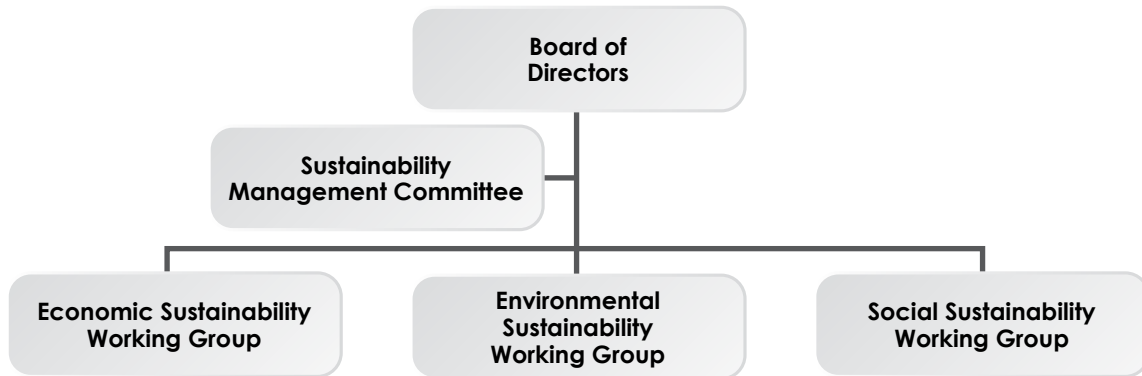 Board of
Directors
Sustainability
Management Committee
Economic Sustainability
Working Group
Environmental
Sustainability
Working Group
Social Sustainability
Working Group